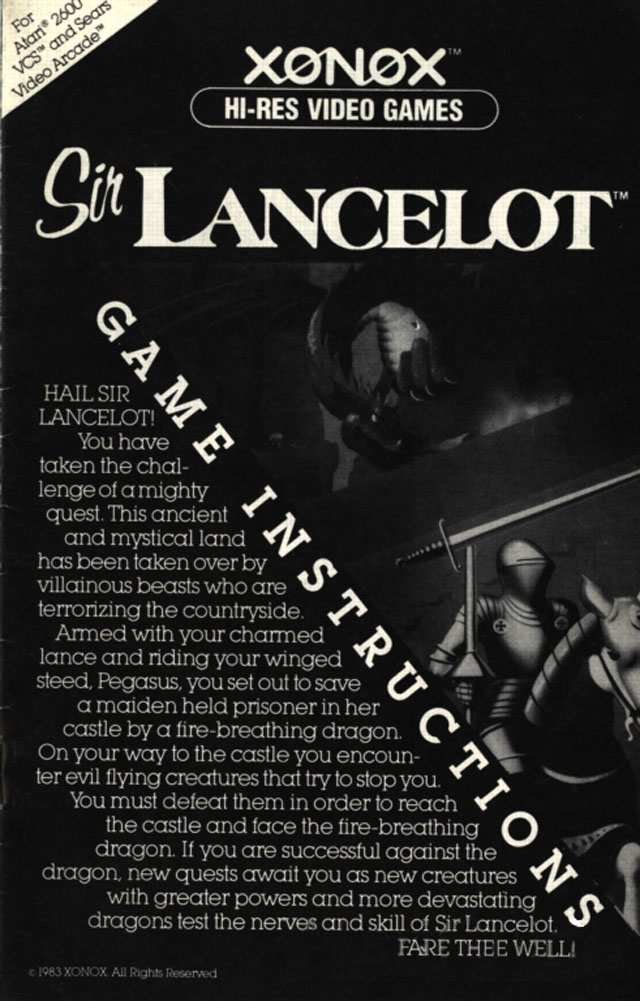 For
Atari® 2600
VCS™ and Sears
Video Arcade™
XØNØX™
HI-RES VIDEO GAMES
Sir LANCELOT™
GAME INSTRUCTIONS
HAIL SIR
LANCELOT!
You have
taken the chal-
lenge of a mighty
quest. This ancient
and mystical land
has been taken over by
villainous beasts who are
terrorizing the countryside.
Armed with your charmed
lance and riding your winged
steed, Pegasus, you set out to save
a maiden held prisoner in her
castle by a fire-breathing dragon.
On your way to the castle you encoun-
ter evil flying creatures that try to stop you.
You must defeat them in order to reach
the castle and face the fire-breathing
dragon. If you are successful against the
dragon, new quests await you as new creatures
with greater powers and more devastating
dragons test the nerves and skill of Sir Lancelot.
FARE THEE WELL!
© 1983 XONOX. All Rights Reserved